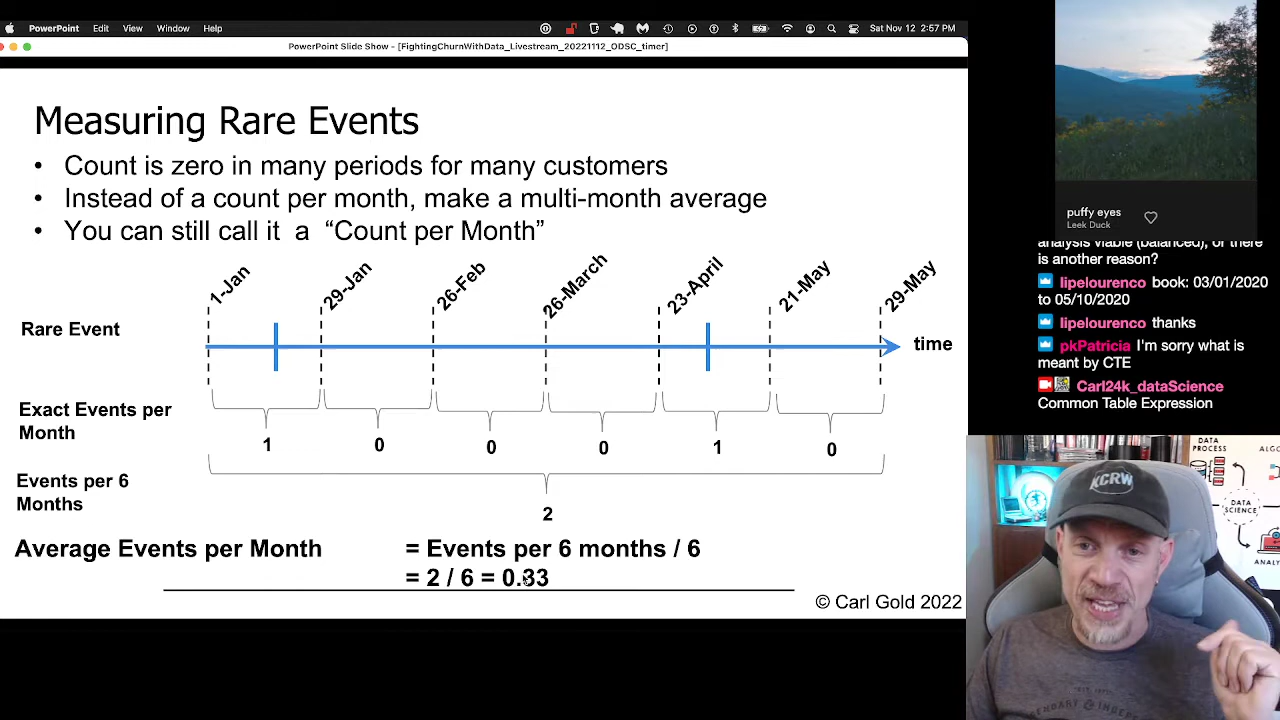 PowerPoint Edit View Window Help Sat Nov 12 2:57 PM
PowerPoint Slide Show - [FightingChurnWithData_Livestream_20221112_ODSC_timer]
Measuring Rare Events
• Count is zero in many periods for many customers
• Instead of a count per month, make a multi-month average
• You can still call it a “Count per Month”
1-Jan 29-Jan 26-Feb 26-March 23-April 21-May 29-May
Rare Event
time
Exact Events per
Month
1 0 0 0 1 0
Events per 6
Months
2
Average Events per Month = Events per 6 months / 6
= 2 / 6 = 0.33
© Carl Gold 2022
puffy eyes
Leek Duck
analysis viable (balanced), or there
is another reason?
lipelourenco book: 03/01/2020
to 05/10/2020
lipelourenco thanks
pkPatricia I'm sorry what is
meant by CTE
Carl24k_dataScience
Common Table Expression
DATA
PROCESS
DATA
SCIENCE
KCRW